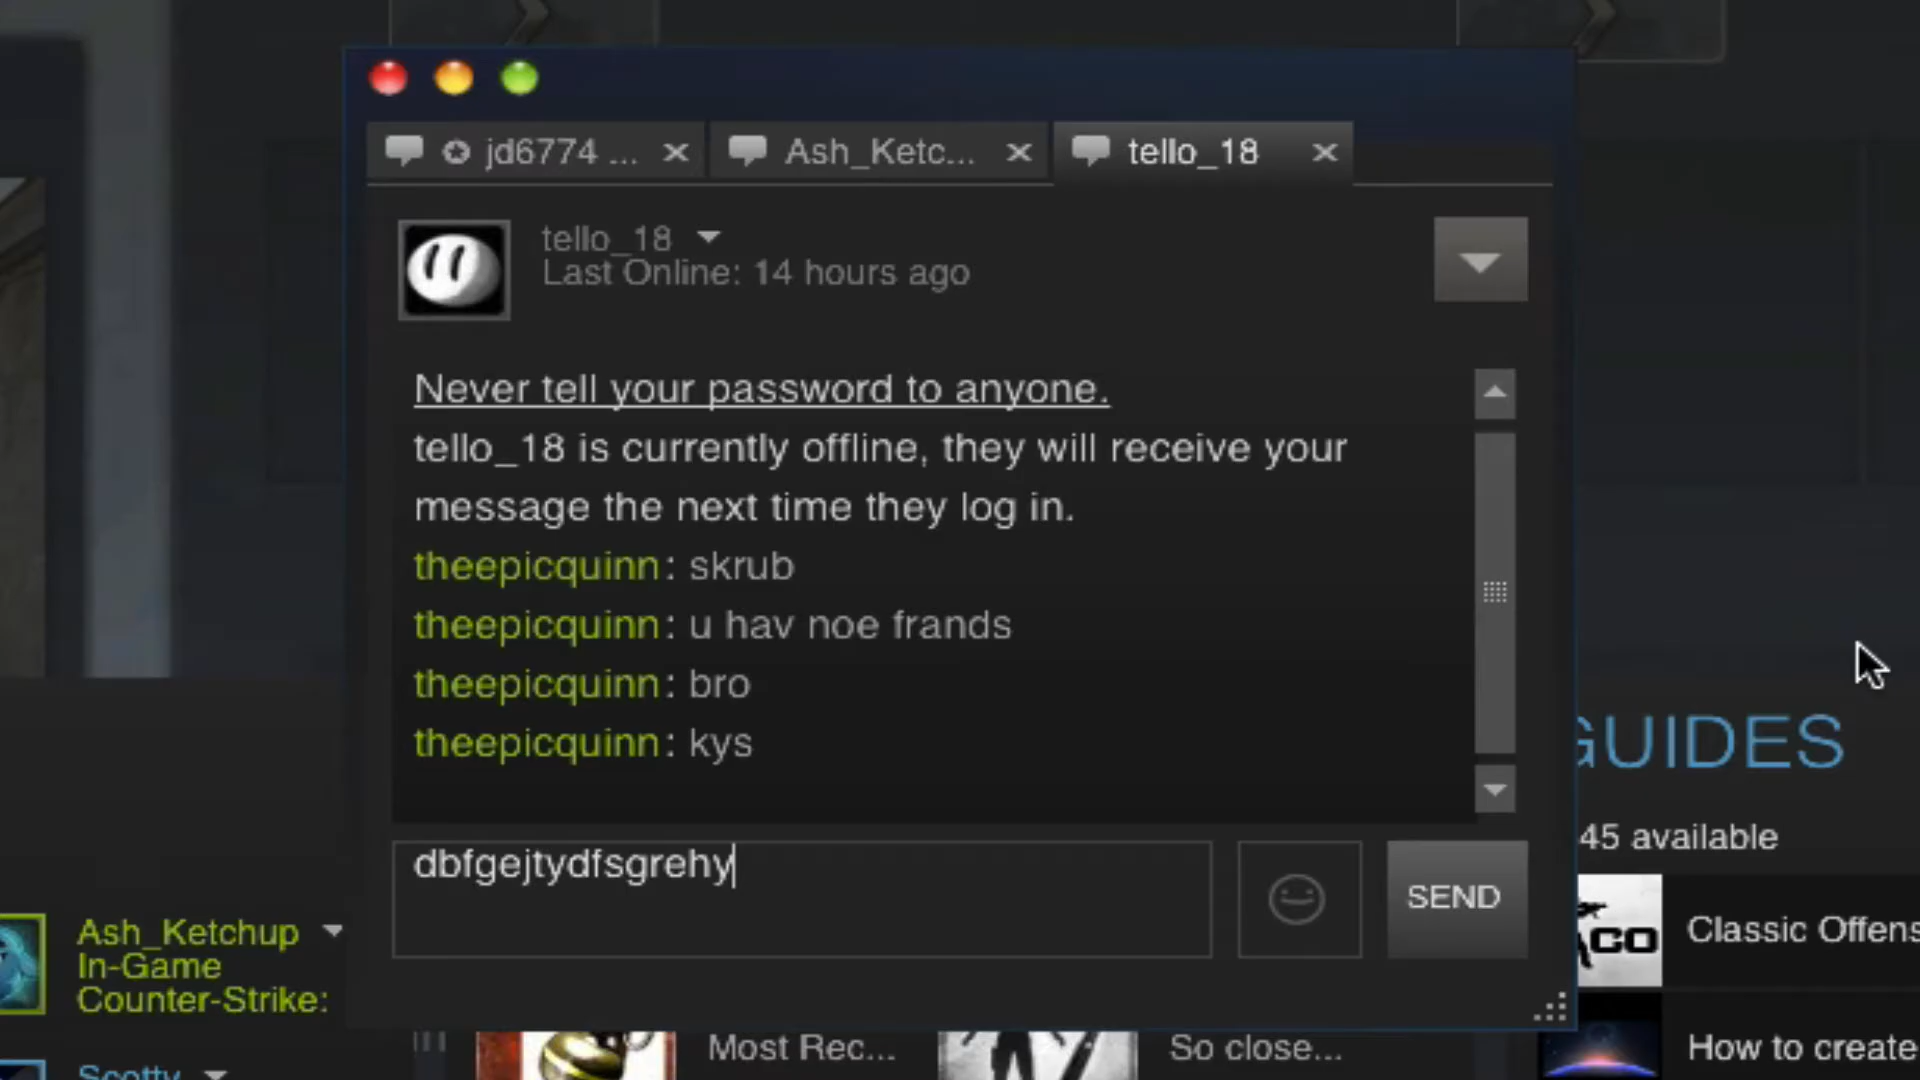 jd6774 ...
Ash_Ketc...
tello_18
tello_18
Last Online: 14 hours ago
Never tell your password to anyone.
tello_18 is currently offline, they will receive your
message the next time they log in.
theepicquinn: skrub
theepicquinn: u hav noe frands
theepicquinn: bro
theepicquinn: kys
dbfgejtydfsgrehy
SEND
GUIDES
45 available
CO
Classic Offens
How to create
Ash_Ketchup
In-Game
Counter-Strike:
Scotty
Most Rec...
So close...